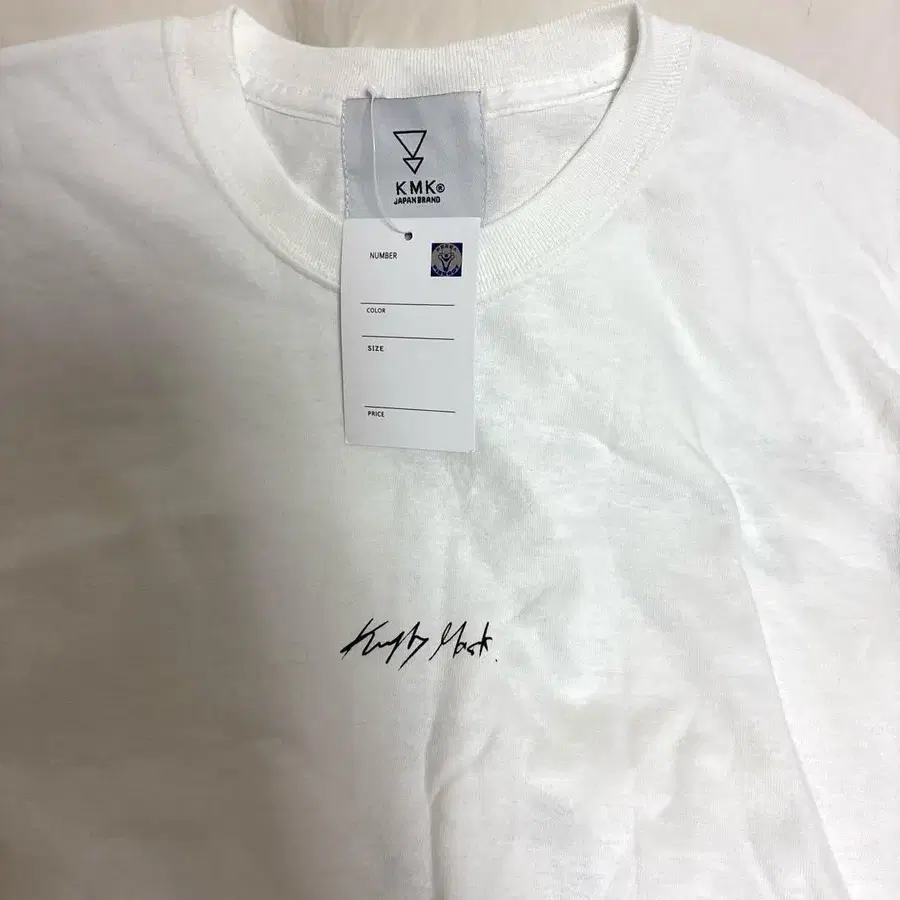 KMK®
JAPAN BRAND
NUMBER
COLOR
SIZE
PRICE